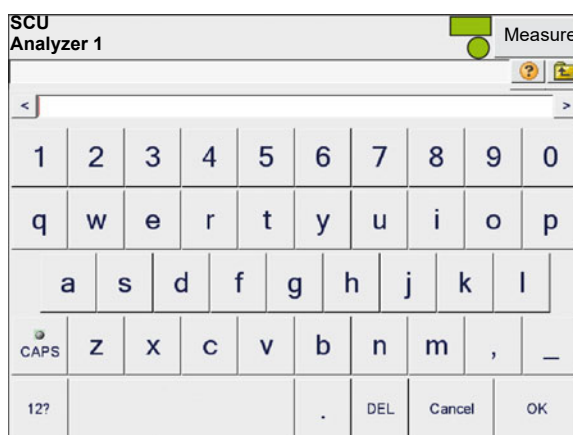 SCU
Analyzer 1
Measure
?
< >
1 2 3 4 5 6 7 8 9 0
q w e r t y u i o p
a s d f g h j k l
CAPS z x c v b n m , _
12? . DEL Cancel OK